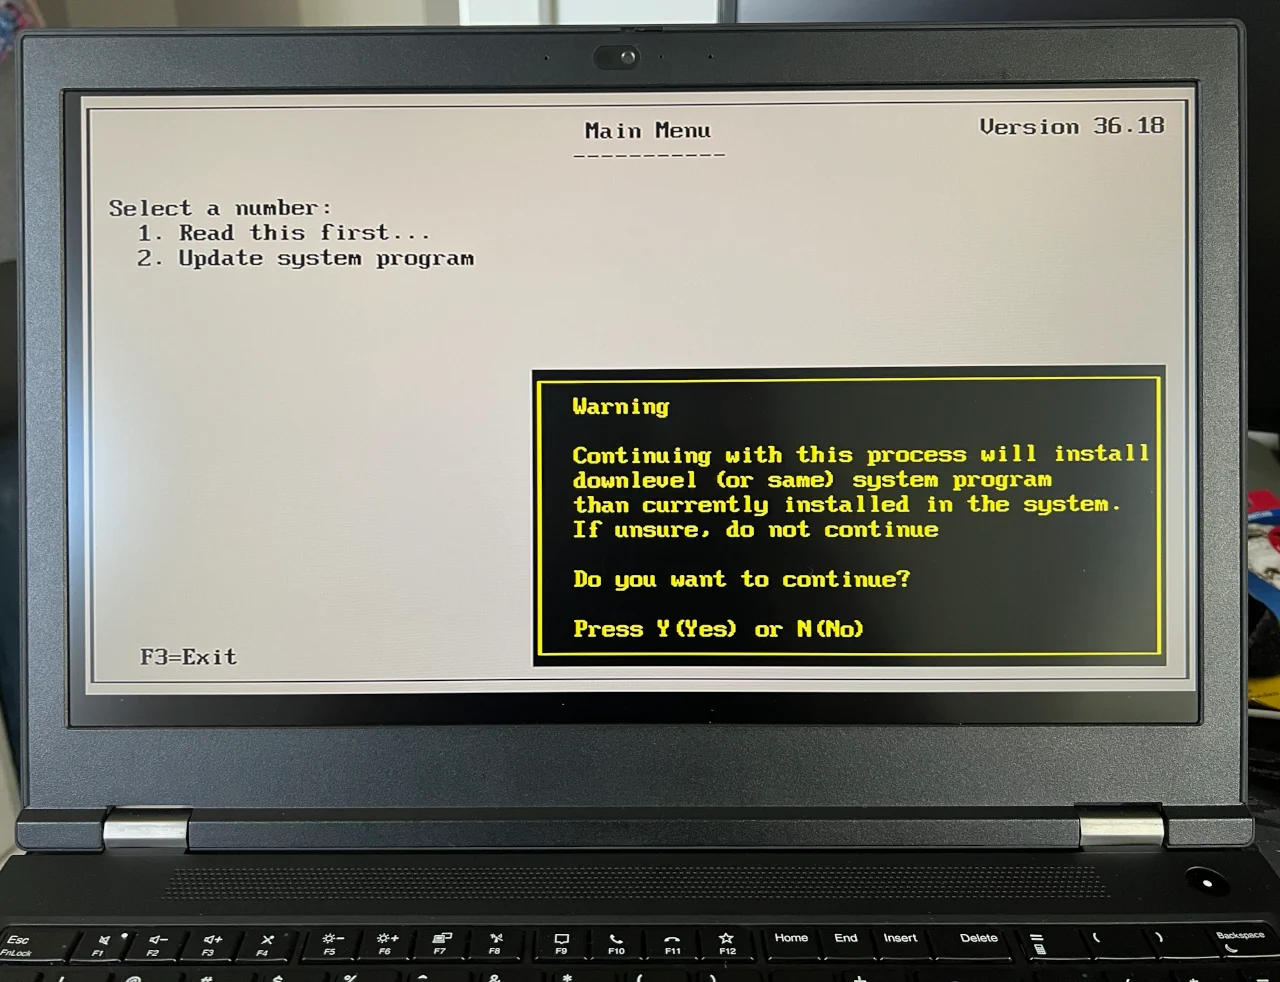 Main Menu
-----------
Version 36.18
Select a number:
1. Read this first...
2. Update system program
Warning
Continuing with this process will install
downlevel (or same) system program
than currently installed in the system.
If unsure, do not continue
Do you want to continue?
Press Y(Yes) or N(No)
F3=Exit
Esc
FnLock
F1
F2
F3
F4
F5
F6
F7
F8
F9
F10
F11
F12
Home
End
Insert
Delete
=
(
)
Backspace